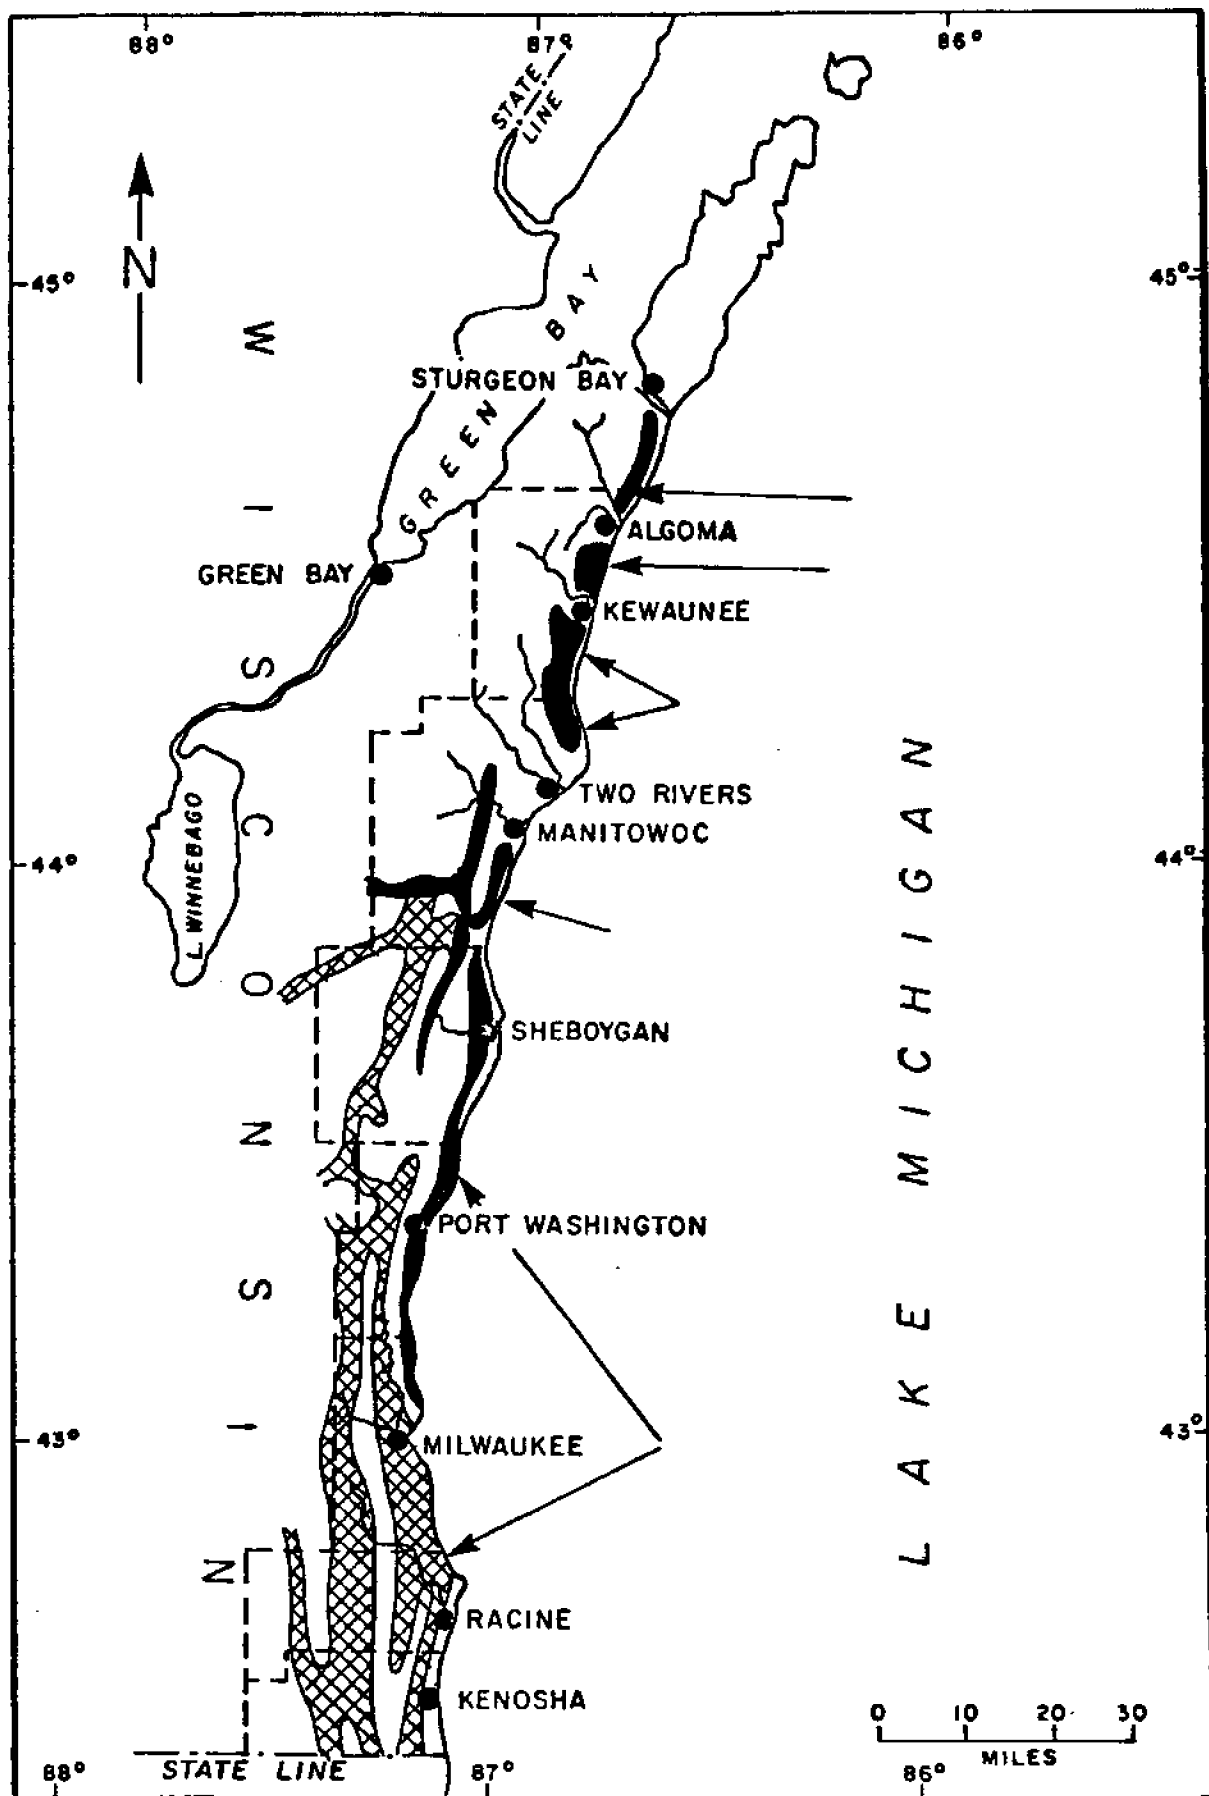 88°
87°
86°
STATE
LINE
N
45°
45°
WISCONSIN
GREEN BAY
STURGEON BAY
ALGOMA
GREEN BAY
KEWAUNEE
TWO RIVERS
MANITOWOC
L. WINNEBAGO
44°
44°
LAKE MICHIGAN
SHEBOYGAN
PORT WASHINGTON
43°
43°
MILWAUKEE
RACINE
KENOSHA
0 10 20 30
MILES
STATE LINE
88°
87°
86°